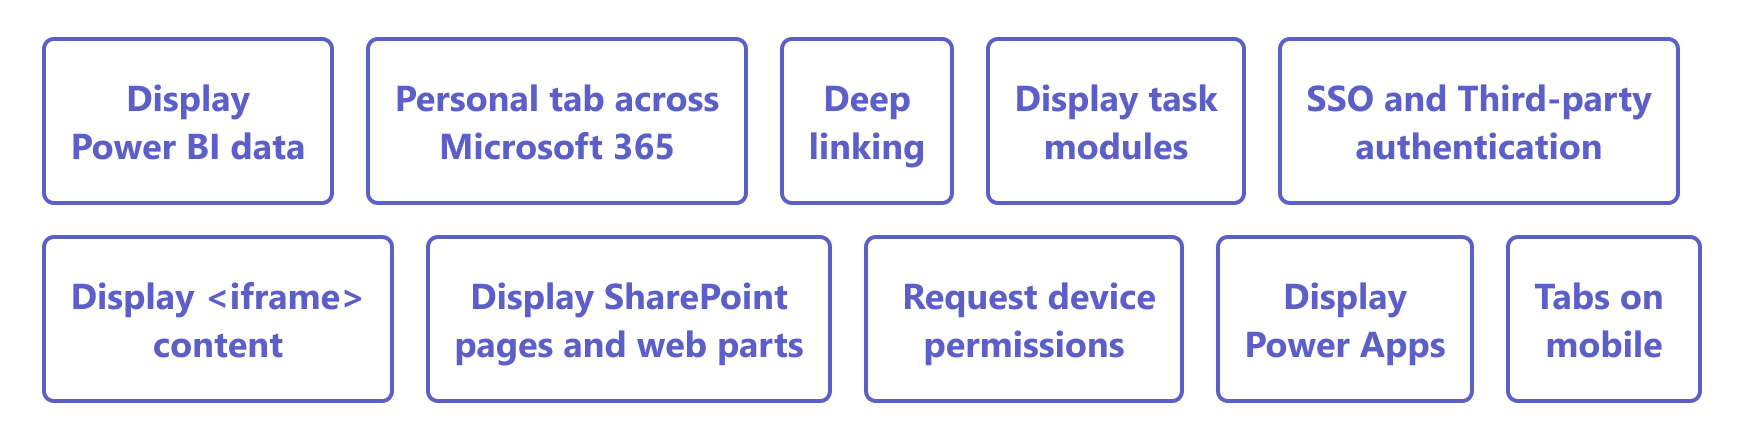 Display
Power BI data
Personal tab across
Microsoft 365
Deep
linking
Display task
modules
SSO and Third-party
authentication
Display <iframe>
content
Display SharePoint
pages and web parts
Request device
permissions
Display
Power Apps
Tabs on
mobile